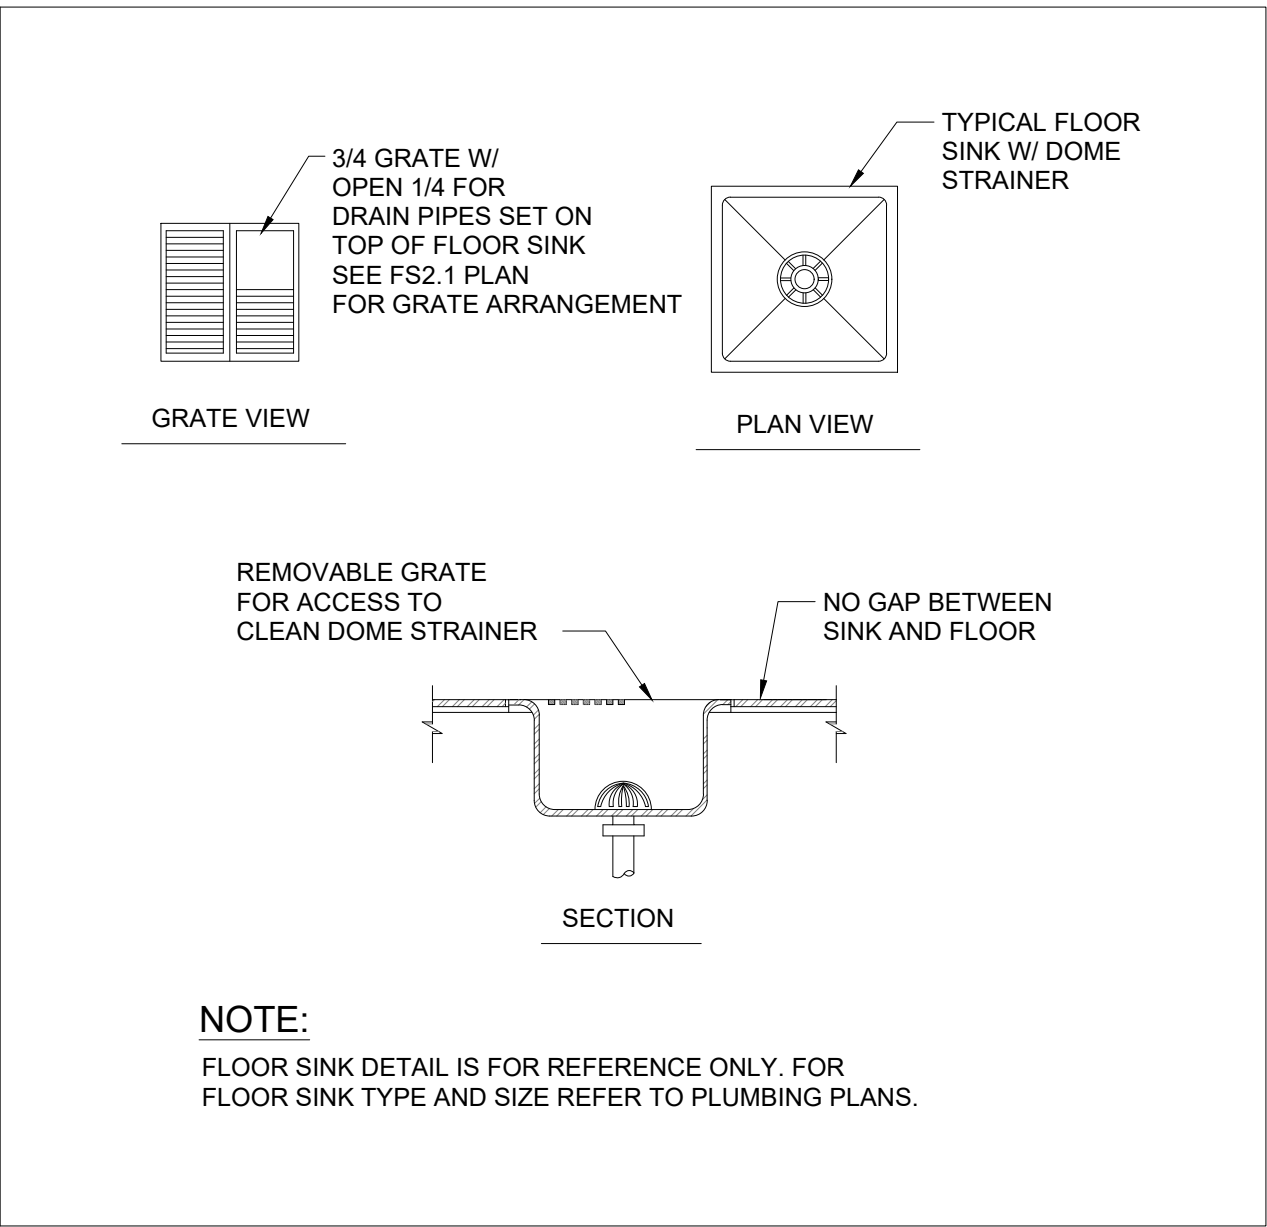 3/4 GRATE W/
OPEN 1/4 FOR
DRAIN PIPES SET ON
TOP OF FLOOR SINK
SEE FS2.1 PLAN
FOR GRATE ARRANGEMENT
GRATE VIEW
TYPICAL FLOOR
SINK W/ DOME
STRAINER
PLAN VIEW
REMOVABLE GRATE
FOR ACCESS TO
CLEAN DOME STRAINER
NO GAP BETWEEN
SINK AND FLOOR
SECTION
NOTE:
FLOOR SINK DETAIL IS FOR REFERENCE ONLY. FOR
FLOOR SINK TYPE AND SIZE REFER TO PLUMBING PLANS.